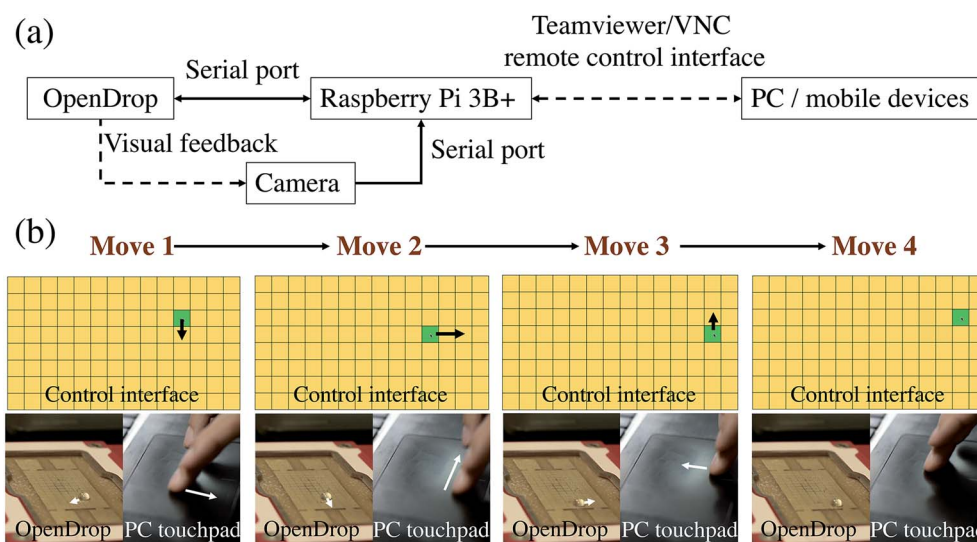 (a)
Teamviewer/VNC
remote control interface
Serial port
OpenDrop
Raspberry Pi 3B+
PC / mobile devices
Visual feedback
Serial port
Camera
(b)
Move 1
Move 2
Move 3
Move 4
Control interface
Control interface
Control interface
Control interface
OpenDrop
PC touchpad
OpenDrop
PC touchpad
OpenDrop
PC touchpad
OpenDrop
PC touchpad